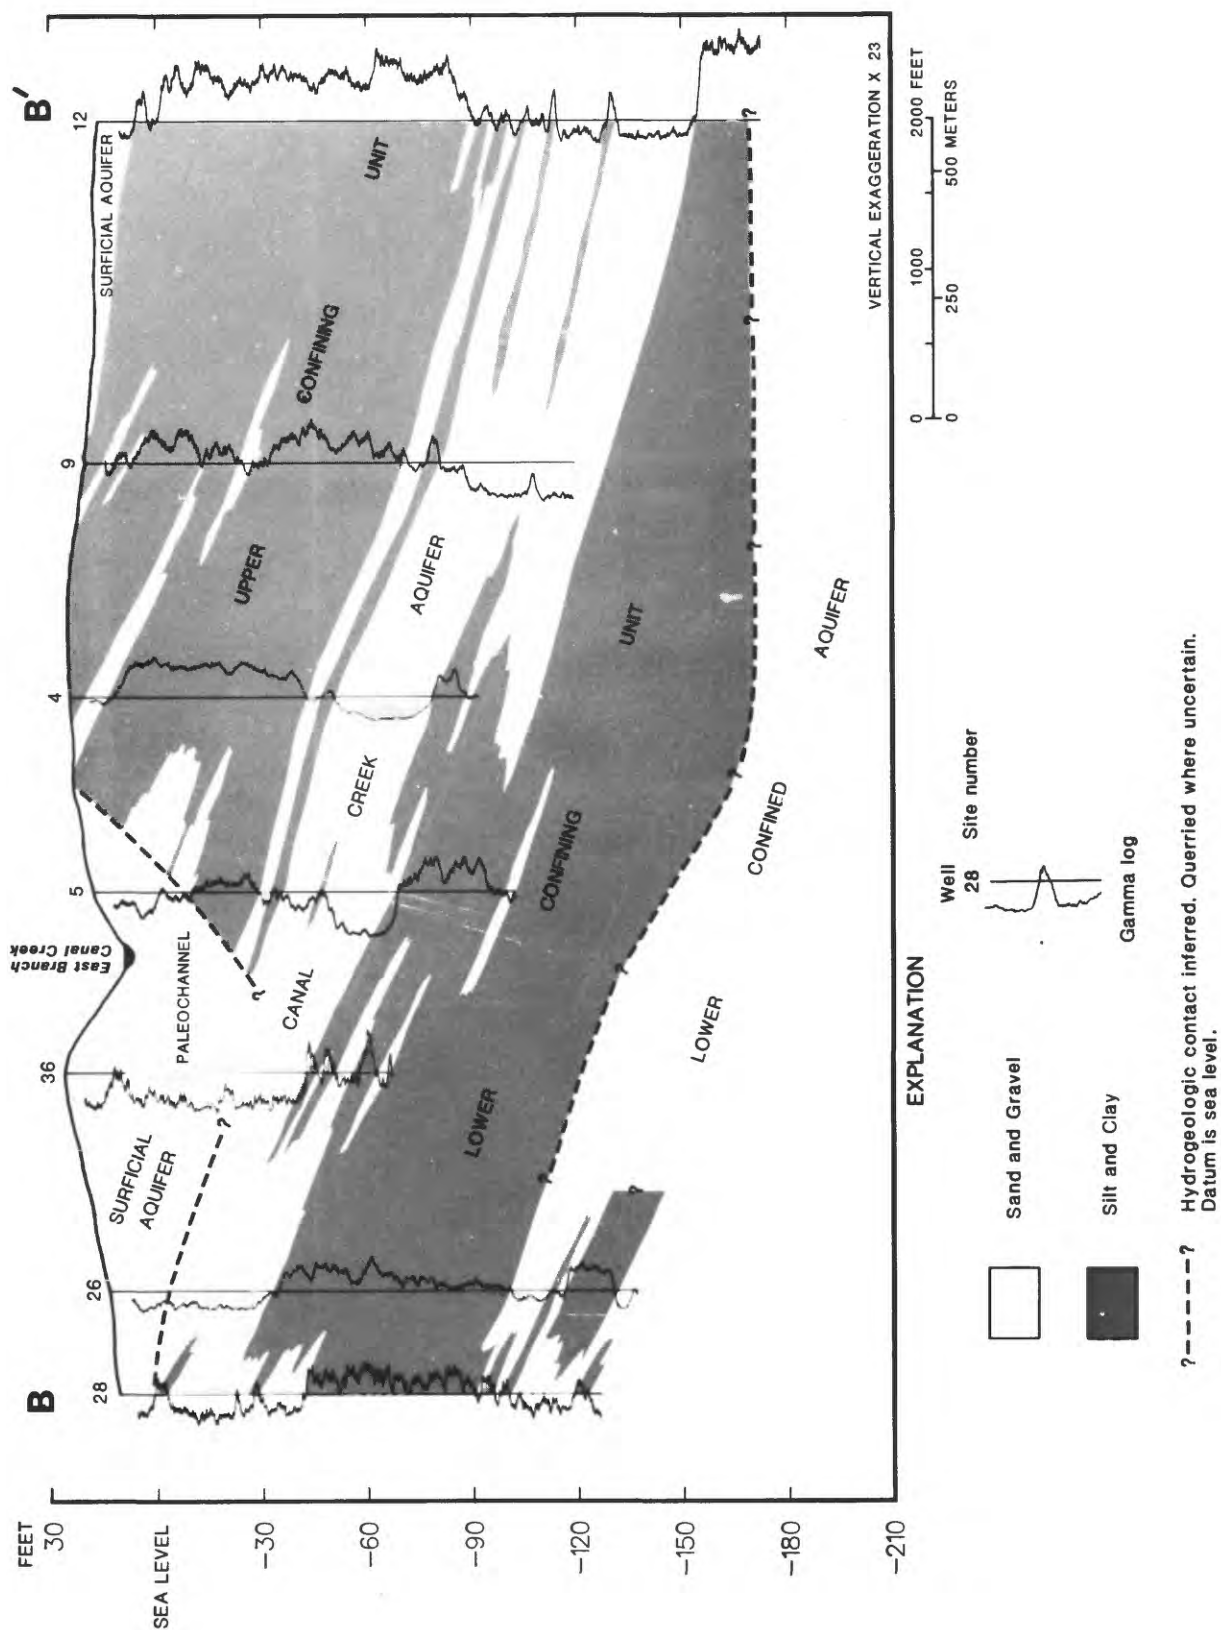 B
B′
28
26
36
5
4
9
12
East Branch
Canal Creek
SURFICIAL AQUIFER
SURFICIAL
AQUIFER
PALEOCHANNEL
UPPER
CONFINING
UNIT
CANAL
CREEK
AQUIFER
LOWER
CONFINING
UNIT
LOWER
CONFINED
AQUIFER
?
?
?
?
?
?
?
?
?
FEET
30
SEA LEVEL
-30
-60
-90
-120
-150
-180
-210
VERTICAL EXAGGERATION X 23
0 1000 2000 FEET
0 250 500 METERS
EXPLANATION
Sand and Gravel
Silt and Clay
Well
28 Site number
Gamma log
?-----? Hydrogeologic contact inferred. Querried where uncertain.
Datum is sea level.